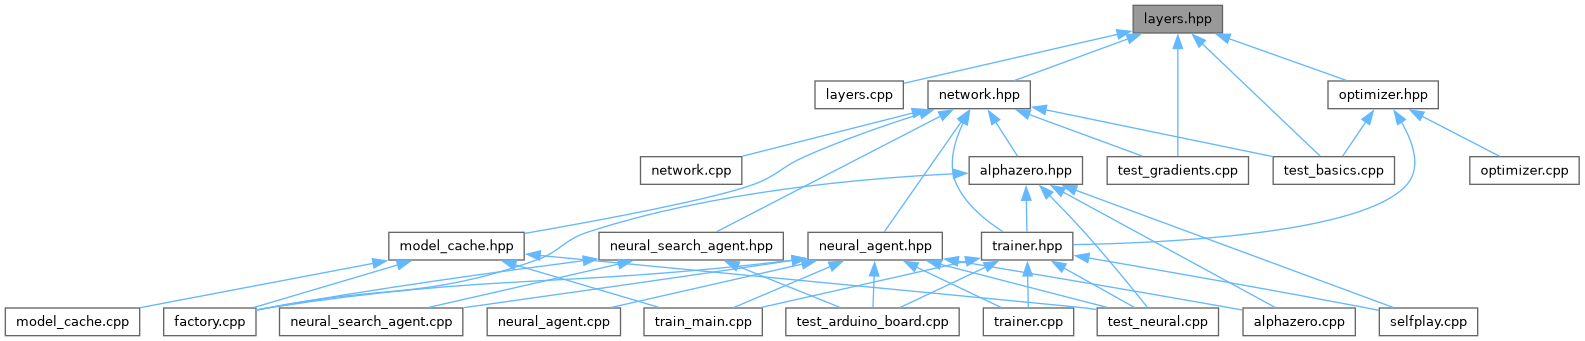 layers.hpp
layers.cpp
network.hpp
optimizer.hpp
network.cpp
alphazero.hpp
test_gradients.cpp
test_basics.cpp
optimizer.cpp
model_cache.hpp
neural_search_agent.hpp
neural_agent.hpp
trainer.hpp
model_cache.cpp
factory.cpp
neural_search_agent.cpp
neural_agent.cpp
train_main.cpp
test_arduino_board.cpp
trainer.cpp
test_neural.cpp
alphazero.cpp
selfplay.cpp